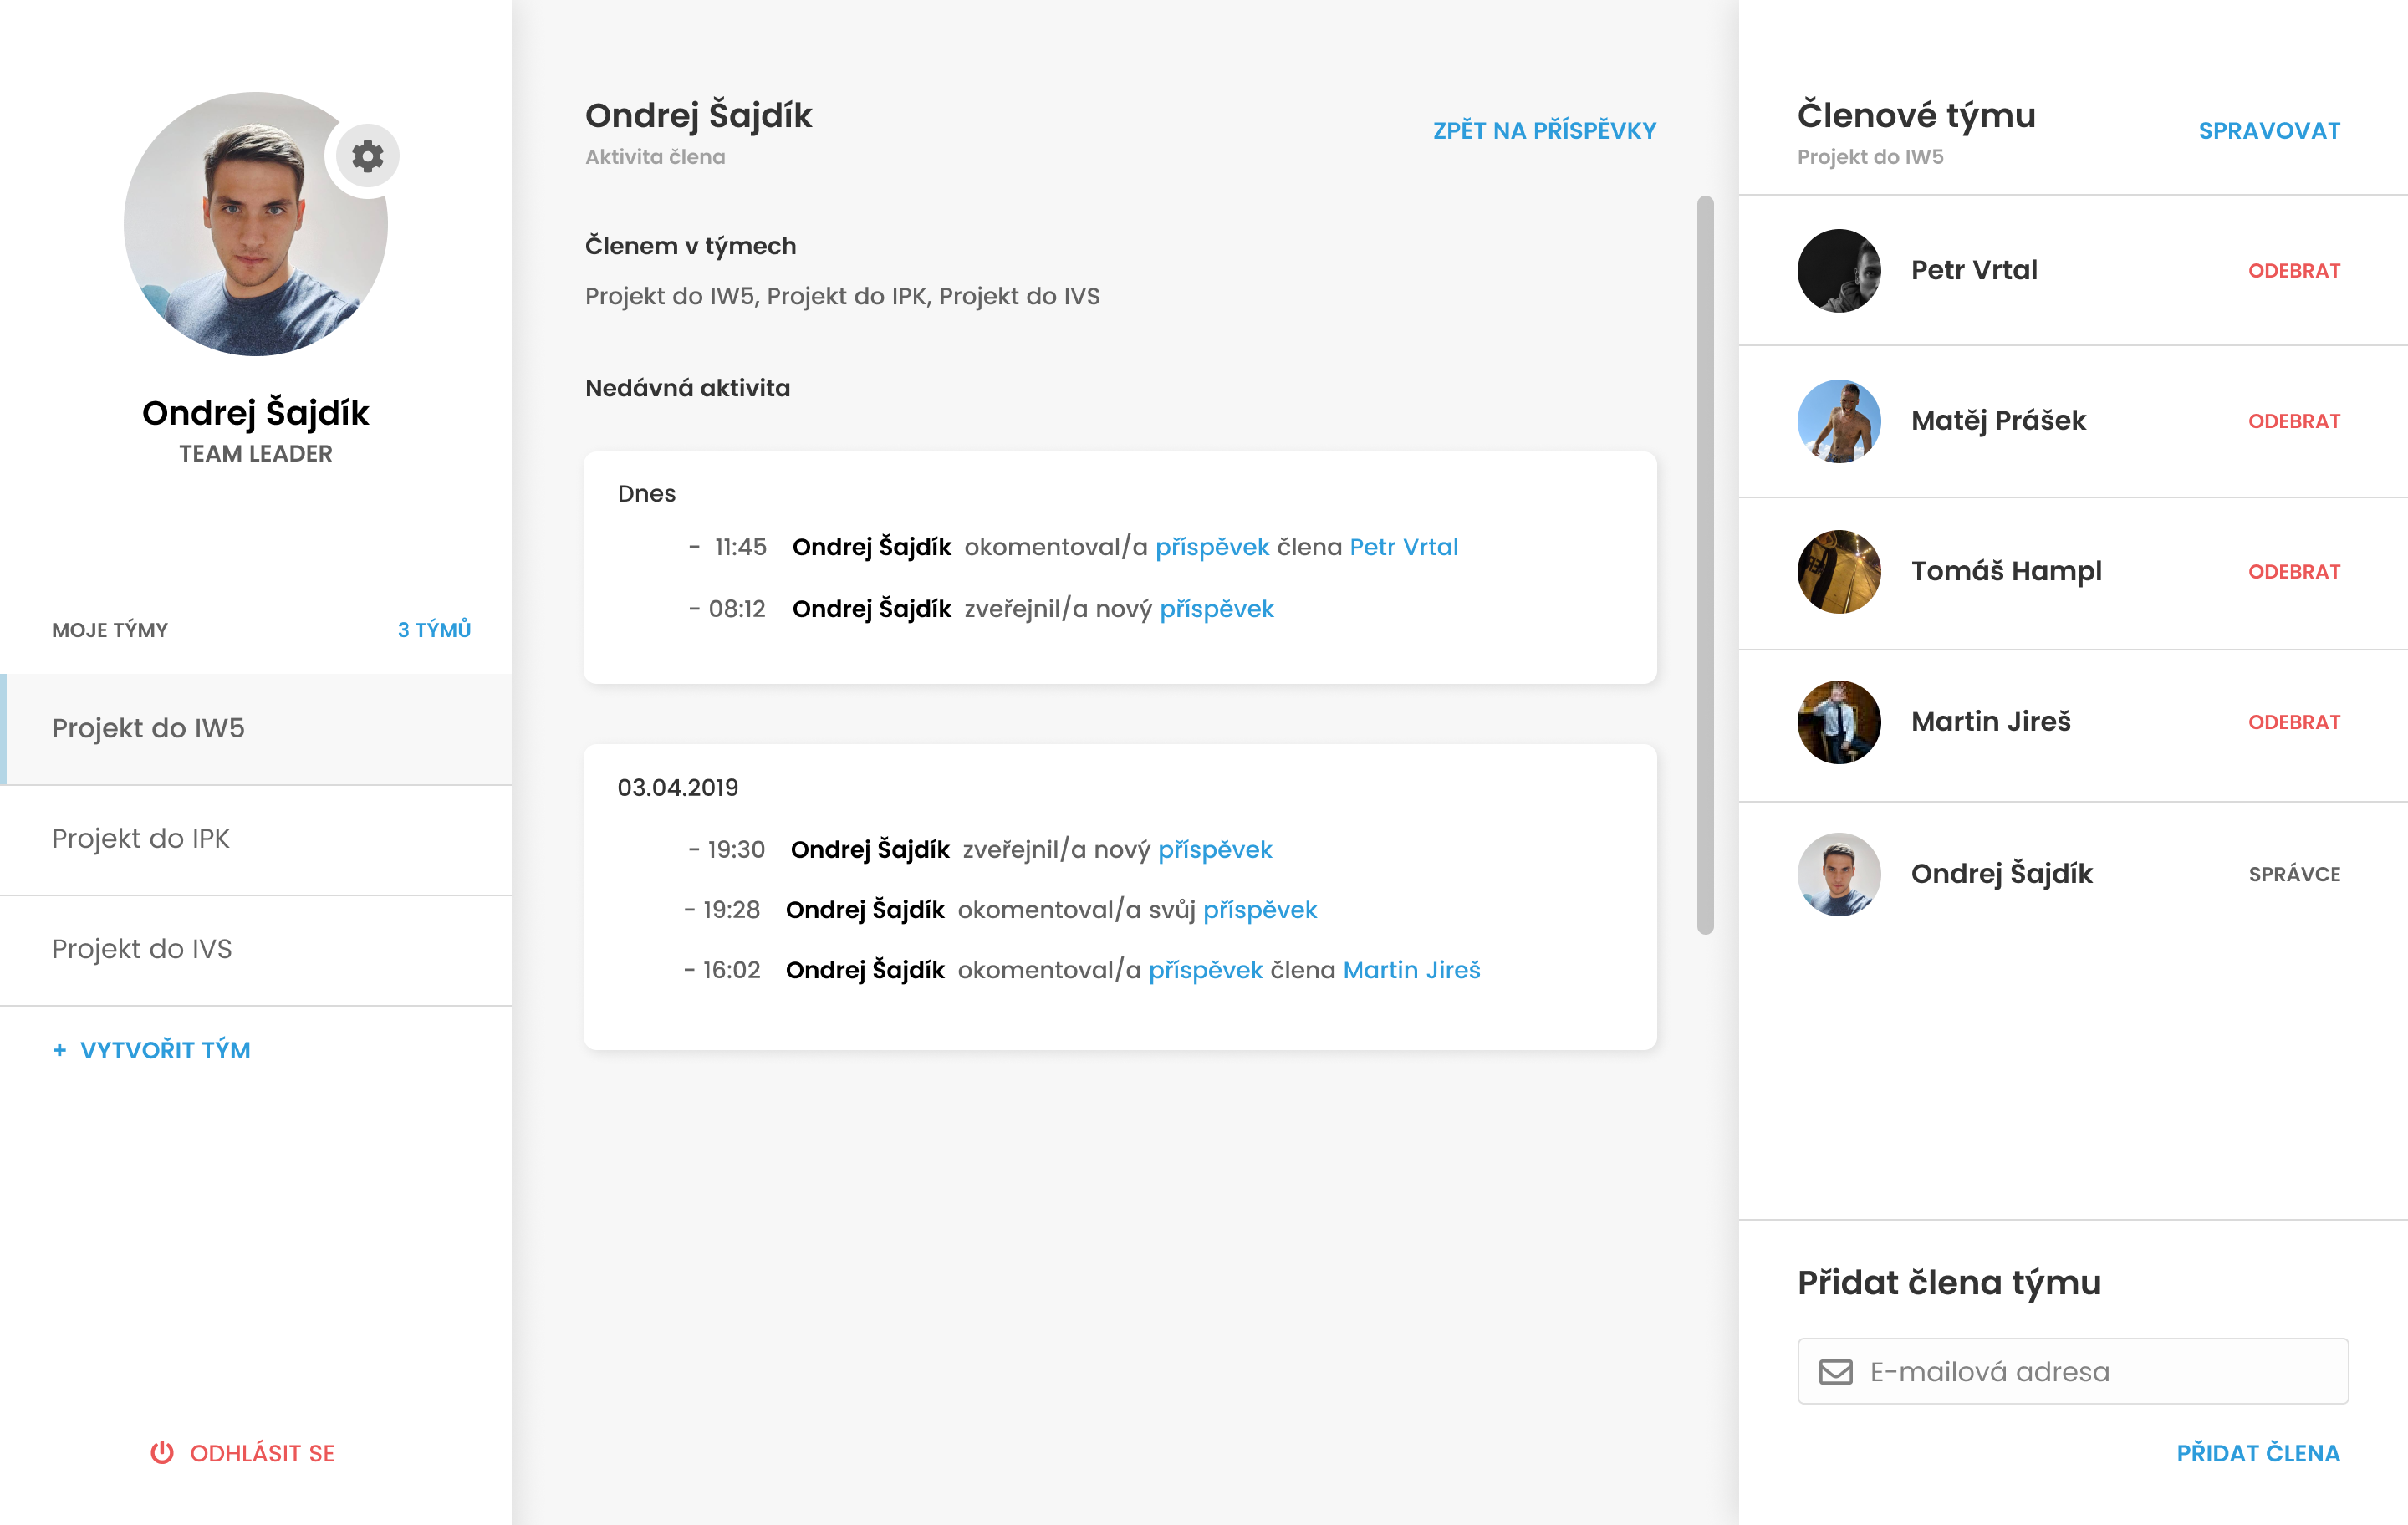 Ondrej Šajdík
TEAM LEADER
MOJE TÝMY 3 TÝMŮ
Projekt do IW5
Projekt do IPK
Projekt do IVS
+ VYTVOŘIT TÝM
ODHLÁSIT SE
Ondrej Šajdík
Aktivita člena
ZPĚT NA PŘÍSPĚVKY
Členem v týmech
Projekt do IW5, Projekt do IPK, Projekt do IVS
Nedávná aktivita
Dnes
- 11:45 Ondrej Šajdík okomentoval/a příspěvek člena Petr Vrtal
- 08:12 Ondrej Šajdík zveřejnil/a nový příspěvek
03.04.2019
- 19:30 Ondrej Šajdík zveřejnil/a nový příspěvek
- 19:28 Ondrej Šajdík okomentoval/a svůj příspěvek
- 16:02 Ondrej Šajdík okomentoval/a příspěvek člena Martin Jireš
Členové týmu
Projekt do IW5
SPRAVOVAT
Petr Vrtal ODEBRAT
Matěj Prášek ODEBRAT
Tomáš Hampl ODEBRAT
Martin Jireš ODEBRAT
Ondrej Šajdík SPRÁVCE
Přidat člena týmu
E-mailová adresa
PŘIDAT ČLENA